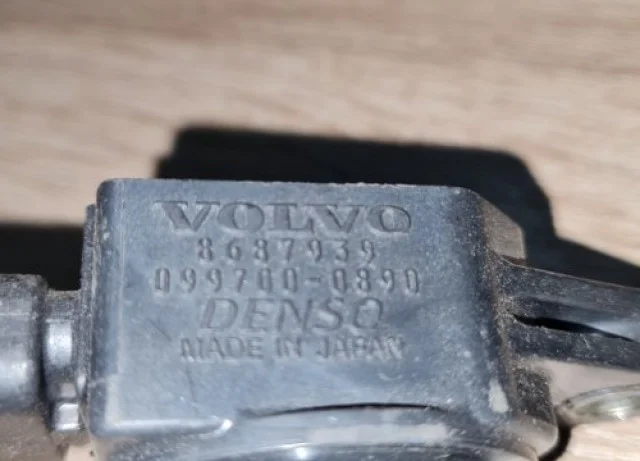 VOLVO
8687939
099700-0890
DENSO
MADE IN JAPAN